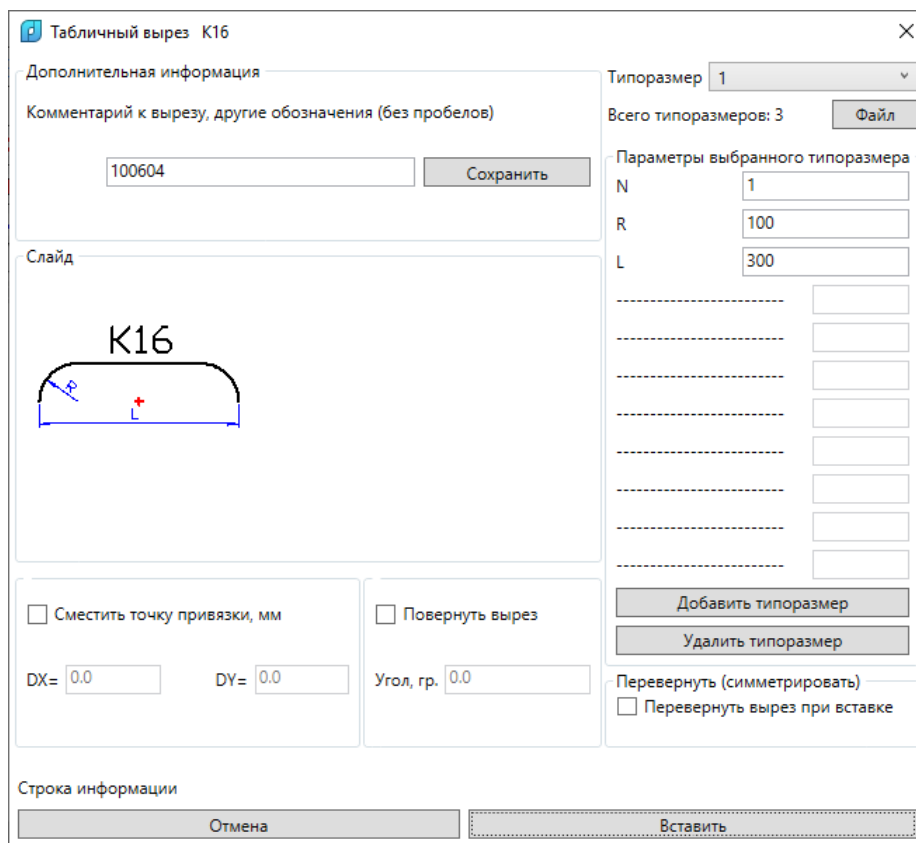 Табличный вырез K16
Дополнительная информация
Комментарий к вырезу, другие обозначения (без пробелов)
100604
Сохранить
Слайд
K16
R
L
Сместить точку привязки, мм
DX= 0.0
DY= 0.0
Повернуть вырез
Угол, гр. 0.0
Типоразмер 1
Всего типоразмеров: 3
Файл
Параметры выбранного типоразмера
N 1
R 100
L 300
-------------------------
-------------------------
-------------------------
-------------------------
-------------------------
-------------------------
-------------------------
-------------------------
Добавить типоразмер
Удалить типоразмер
Перевернуть (симметрировать)
Перевернуть вырез при вставке
Строка информации
Отмена
Вставить